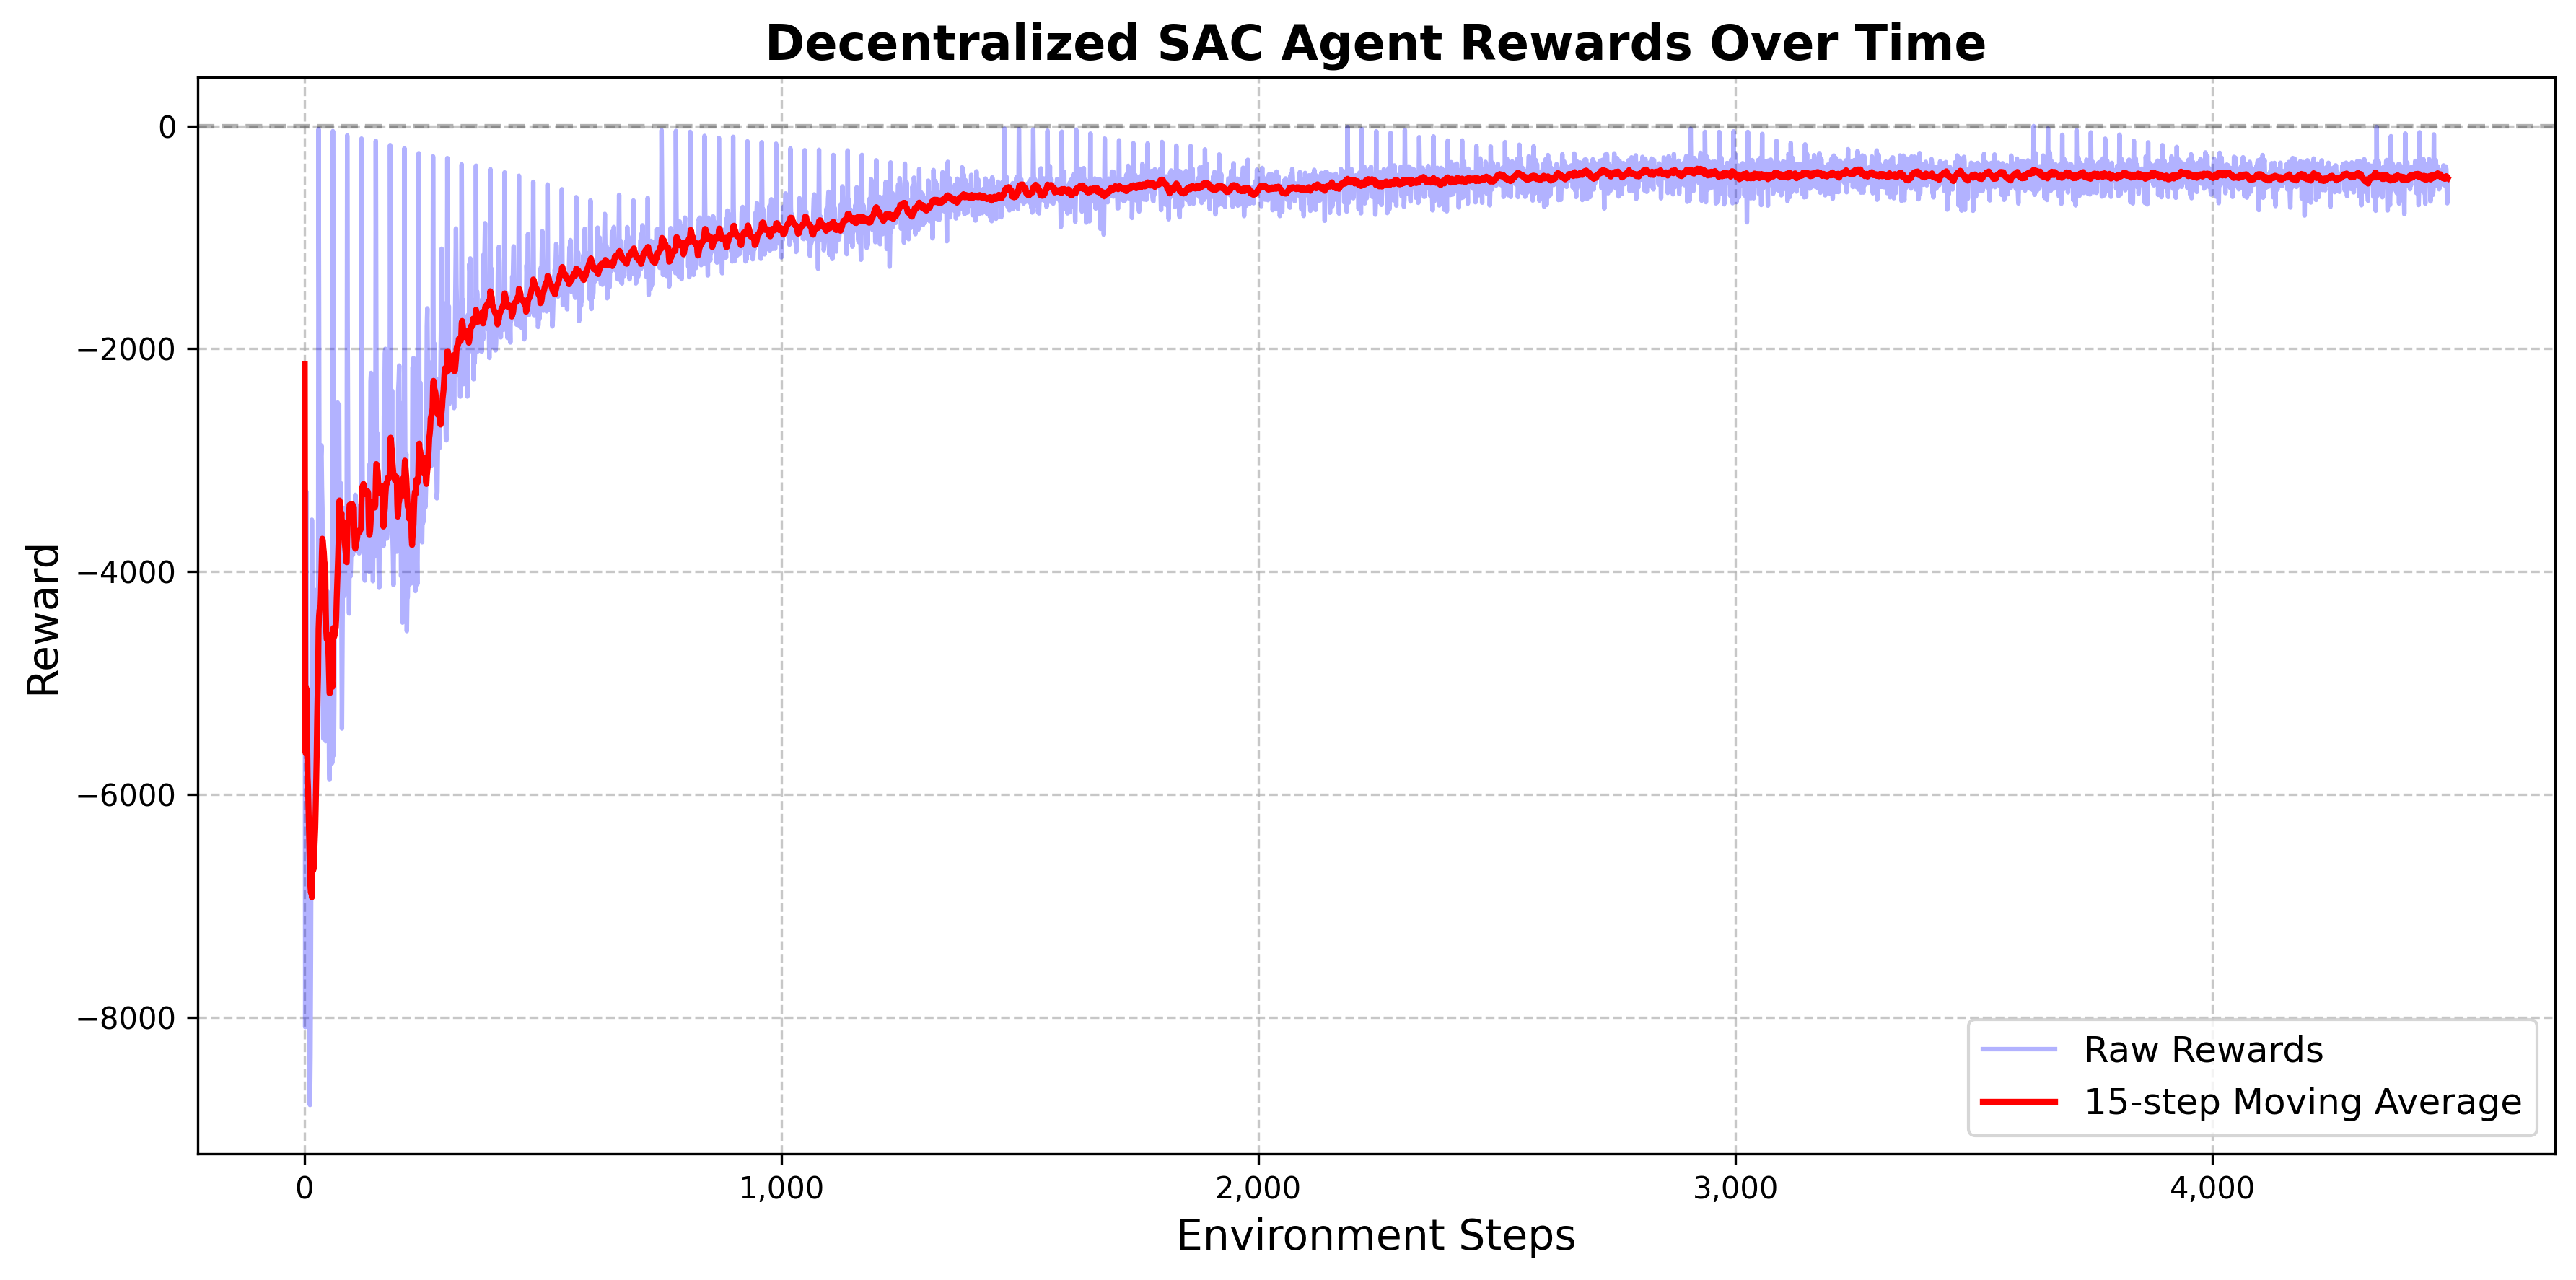 Decentralized SAC Agent Rewards Over Time
Reward
0
−2000
−4000
−6000
−8000
0
1,000
2,000
3,000
4,000
Environment Steps
Raw Rewards
15-step Moving Average